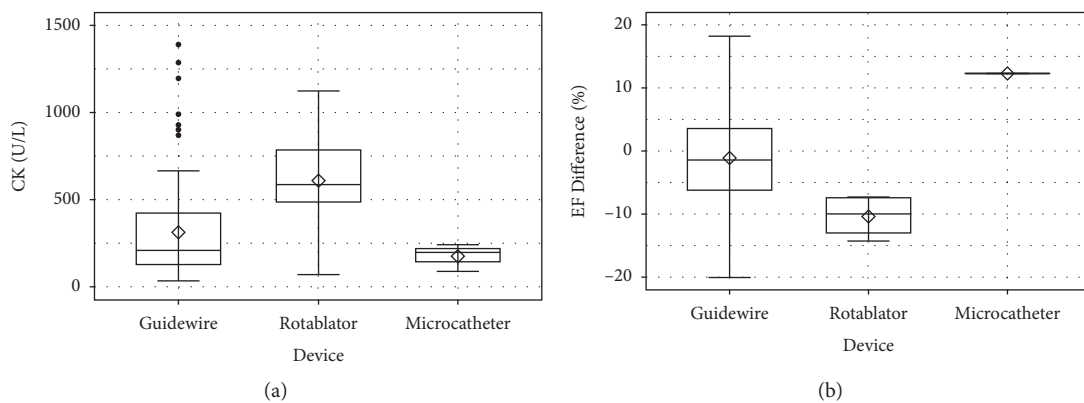 CK (U/L)
1500
1000
500
0
Guidewire
Rotablator
Microcatheter
Device
(a)
EF Difference (%)
20
10
0
−10
−20
Guidewire
Rotablator
Microcatheter
Device
(b)